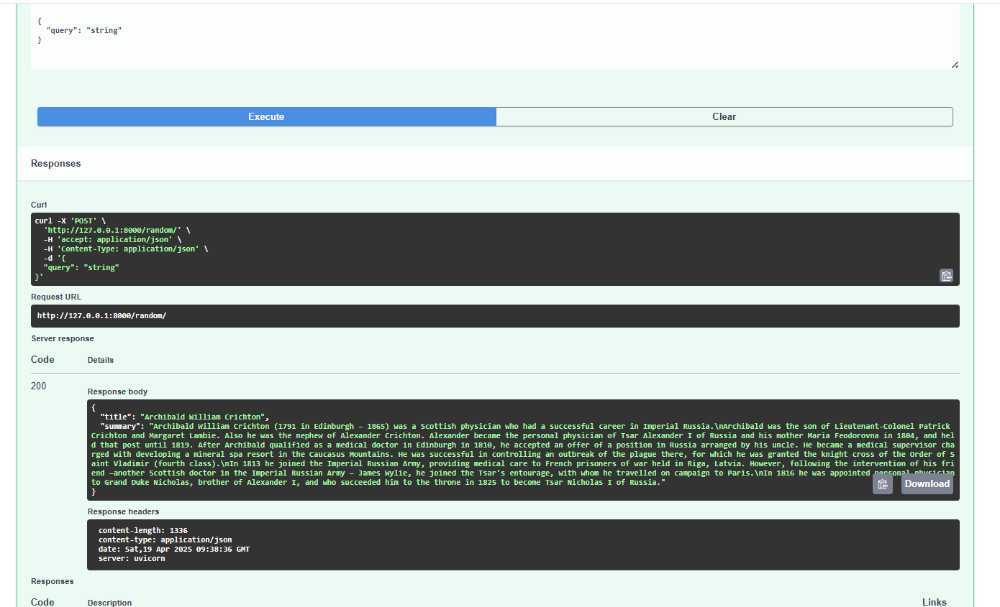 {
  "query": "string"
}
Execute
Clear
Responses
Curl
curl -X 'POST' \
  'http://127.0.0.1:8000/random/' \
  -H 'accept: application/json' \
  -H 'Content-Type: application/json' \
  -d '{
  "query": "string"
}'
Request URL
http://127.0.0.1:8000/random/
Server response
Code Details
200
Response body
{
  "title": "Archibald William Crichton",
  "summary": "Archibald William Crichton (1791 in Edinburgh – 1865) was a Scottish physician who had a successful career in Imperial Russia.\nArchibald was the son of Lieutenant-Colonel Patrick
Crichton and Margaret Lambie. Also he was the nephew of Alexander Crichton. Alexander became the personal physician of Tsar Alexander I of Russia and his mother Maria Feodorovna in 1804, and hel
d that post until 1819. After Archibald qualified as a medical doctor in Edinburgh in 1810, he accepted an offer of a position in Russia arranged by his uncle. He became a medical supervisor cha
rged with developing a mineral spa resort in the Caucasus Mountains. He was successful in controlling an outbreak of the plague there, for which he was granted the knight cross of the Order of S
aint Vladimir (fourth class).\nIn 1813 he joined the Imperial Russian Army, providing medical care to French prisoners of war held in Riga, Latvia. However, following the intervention of his fri
end –another Scottish doctor in the Imperial Russian Army – James Wylie, he joined the Tsar's entourage, with whom he travelled on campaign to Paris.\nIn 1816 he was appointed personal physician
to Grand Duke Nicholas, brother of Alexander I, and who succeeded him to the throne in 1825 to become Tsar Nicholas I of Russia."
}
Download
Response headers
content-length: 1336
content-type: application/json
date: Sat,19 Apr 2025 09:38:36 GMT
server: uvicorn
Responses
Code Description Links